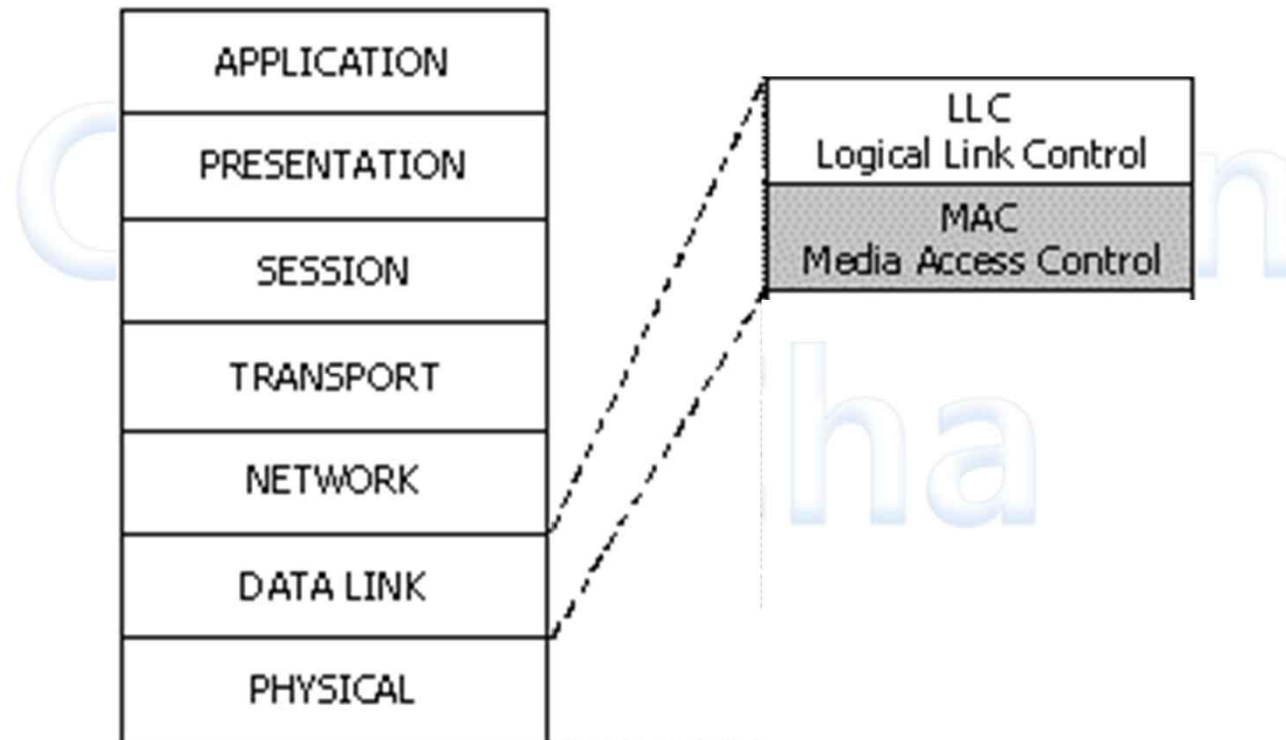 APPLICATION
PRESENTATION
SESSION
TRANSPORT
NETWORK
DATA LINK
PHYSICAL
LLC
Logical Link Control
MAC
Media Access Control